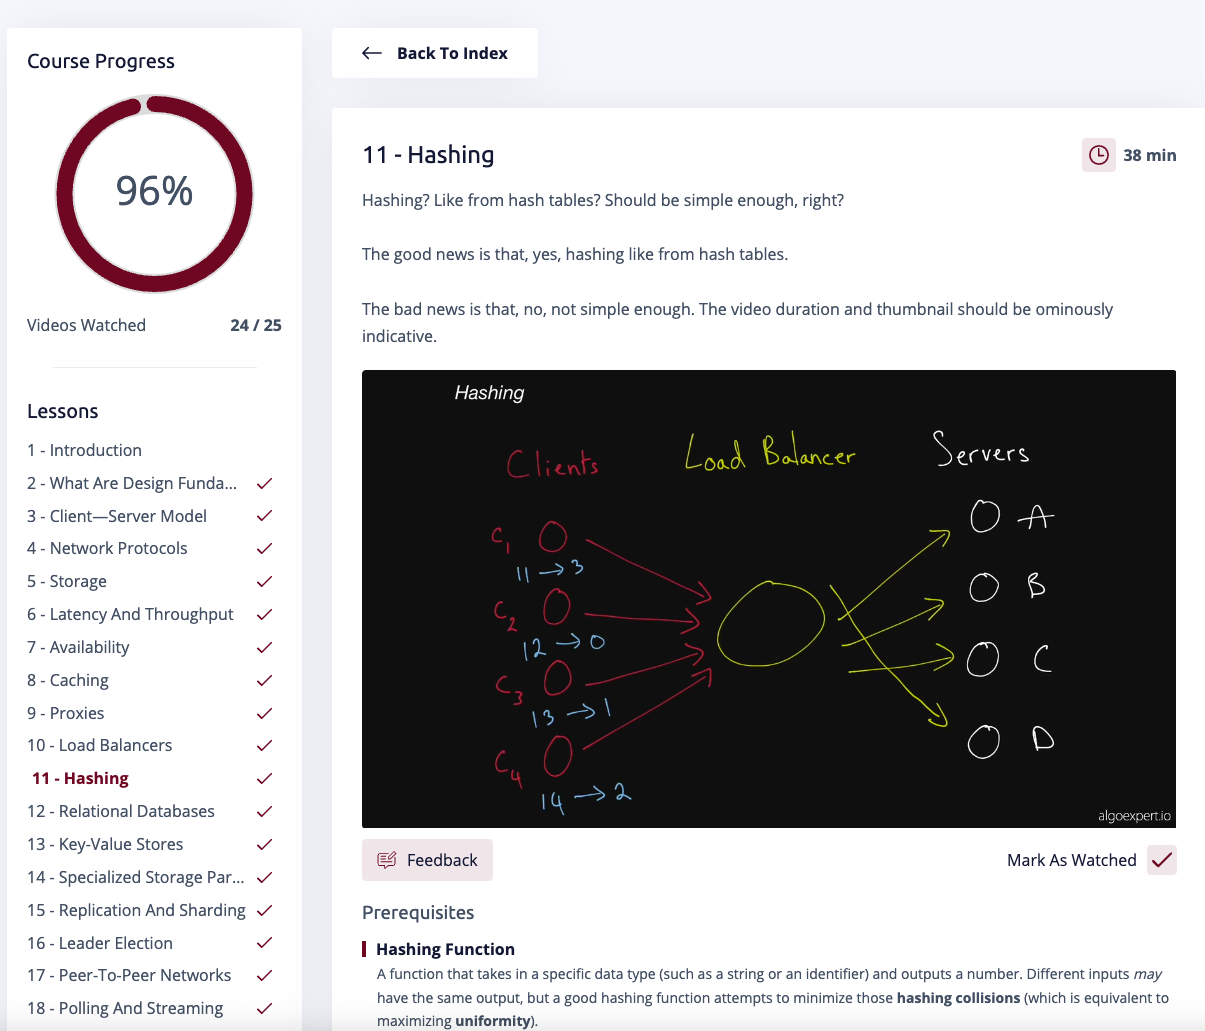 Course Progress
96%
Videos Watched 24 / 25
Lessons
1 - Introduction
2 - What Are Design Funda...
3 - Client—Server Model
4 - Network Protocols
5 - Storage
6 - Latency And Throughput
7 - Availability
8 - Caching
9 - Proxies
10 - Load Balancers
11 - Hashing
12 - Relational Databases
13 - Key-Value Stores
14 - Specialized Storage Par...
15 - Replication And Sharding
16 - Leader Election
17 - Peer-To-Peer Networks
18 - Polling And Streaming
Back To Index
11 - Hashing
38 min
Hashing? Like from hash tables? Should be simple enough, right?
The good news is that, yes, hashing like from hash tables.
The bad news is that, no, not simple enough. The video duration and thumbnail should be ominously
indicative.
Hashing
Clients Load Balancer Servers
C1 A
11 → 3
C2 B
12 → 0
C3 C
13 → 1
C4 D
14 → 2
algoexpert.io
Feedback
Mark As Watched
Prerequisites
Hashing Function
A function that takes in a specific data type (such as a string or an identifier) and outputs a number. Different inputs may
have the same output, but a good hashing function attempts to minimize those hashing collisions (which is equivalent to
maximizing uniformity).